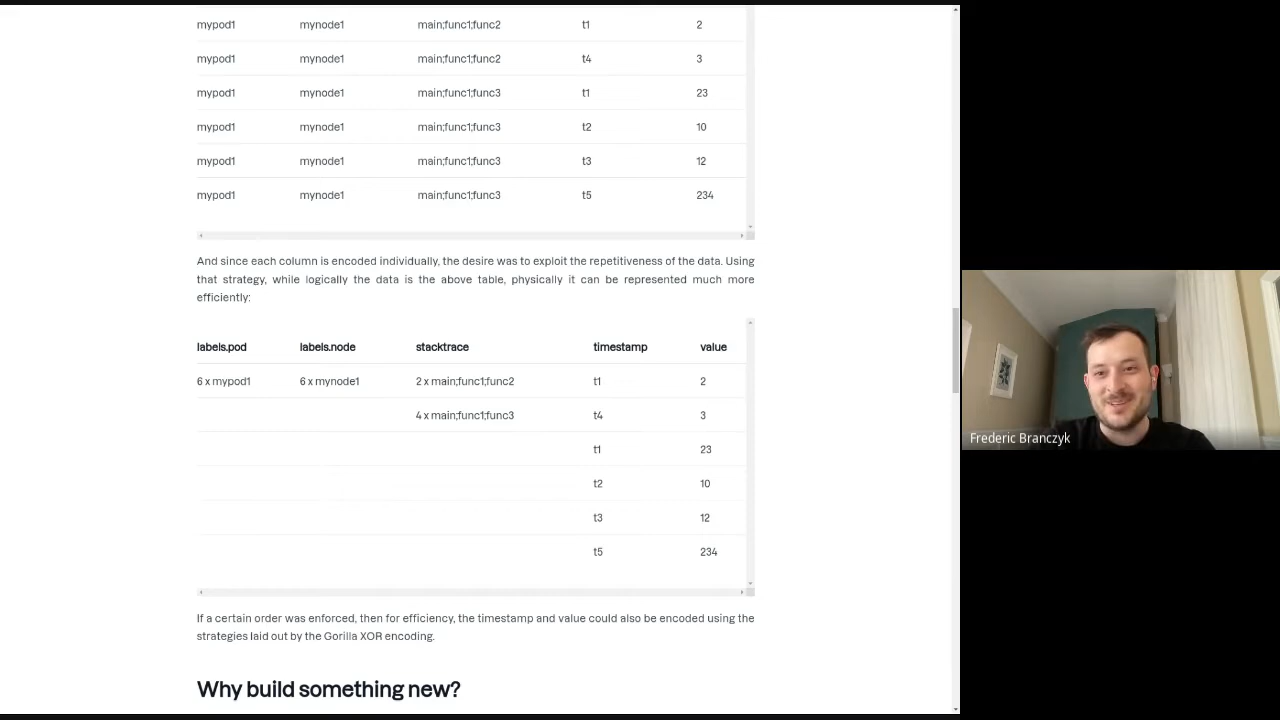 mypod1 mynode1 main;func1;func2 t1 2
mypod1 mynode1 main;func1;func2 t4 3
mypod1 mynode1 main;func1;func3 t1 23
mypod1 mynode1 main;func1;func3 t2 10
mypod1 mynode1 main;func1;func3 t3 12
mypod1 mynode1 main;func1;func3 t5 234
And since each column is encoded individually, the desire was to exploit the repetitiveness of the data. Using
that strategy, while logically the data is the above table, physically it can be represented much more
efficiently:
labels.pod labels.node stacktrace timestamp value
6 x mypod1 6 x mynode1 2 x main;func1;func2 t1 2
4 x main;func1;func3 t4 3
t1 23
t2 10
t3 12
t5 234
If a certain order was enforced, then for efficiency, the timestamp and value could also be encoded using the
strategies laid out by the Gorilla XOR encoding.
Why build something new?
Frederic Branczyk